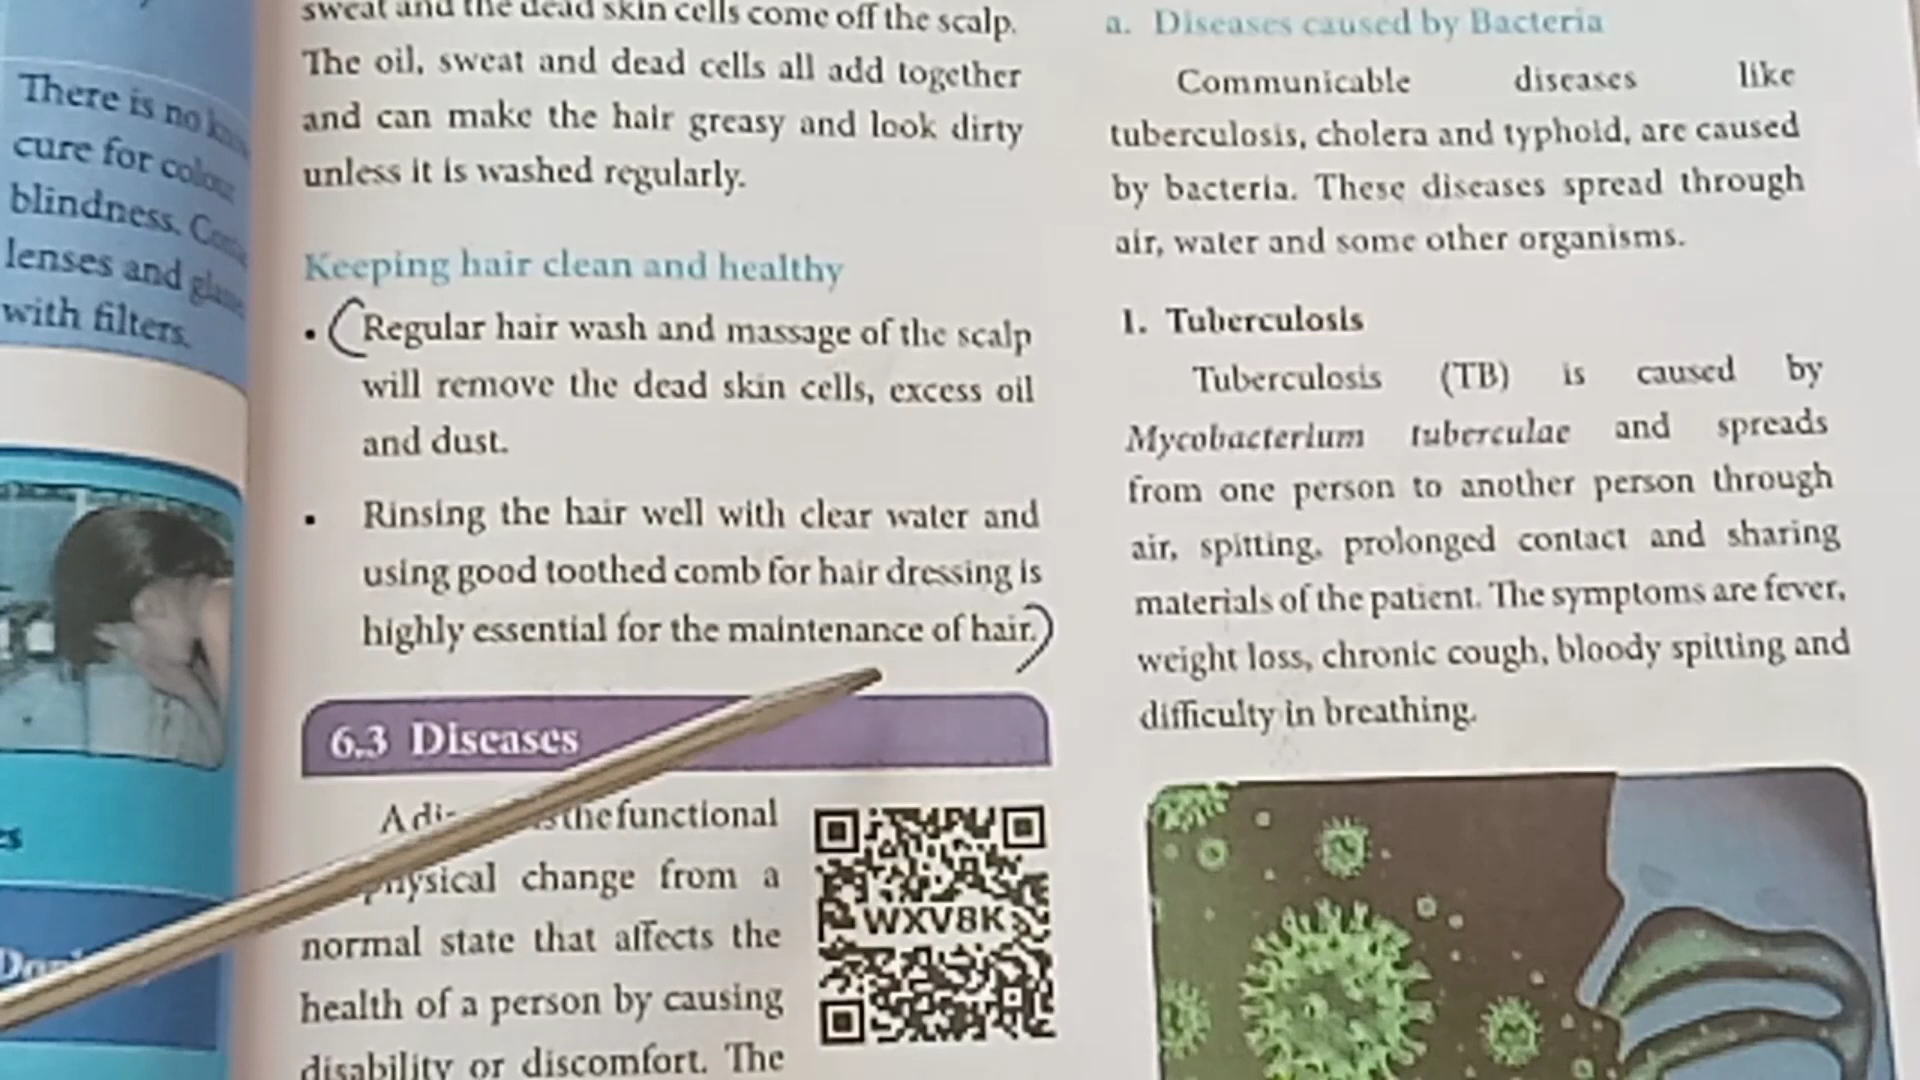 There is no
cure for
blindness.
lenses and
with filters.
sweat and the dead skin cells come off the scalp.
The oil, sweat and dead cells all add together
and can make the hair greasy and look dirty
unless it is washed regularly.
Keeping hair clean and healthy
• Regular hair wash and massage of the scalp
will remove the dead skin cells, excess oil
and dust.
• Rinsing the hair well with clear water and
using good toothed comb for hair dressing is
highly essential for the maintenance of hair.
6.3 Diseases
A the functional
physical change from a
normal state that affects the
health of a person by causing
disability or discomfort. The
WXV8K5
a. Diseases caused by Bacteria
Communicable diseases like
tuberculosis, cholera and typhoid, are caused
by bacteria. These diseases spread through
air, water and some other organisms.
1. Tuberculosis
Tuberculosis (TB) is caused by
Mycobacterium tuberculae and spreads
from one person to another person through
air, spitting, prolonged contact and sharing
materials of the patient. The symptoms are fever,
weight loss, chronic cough, bloody spitting and
difficulty in breathing.